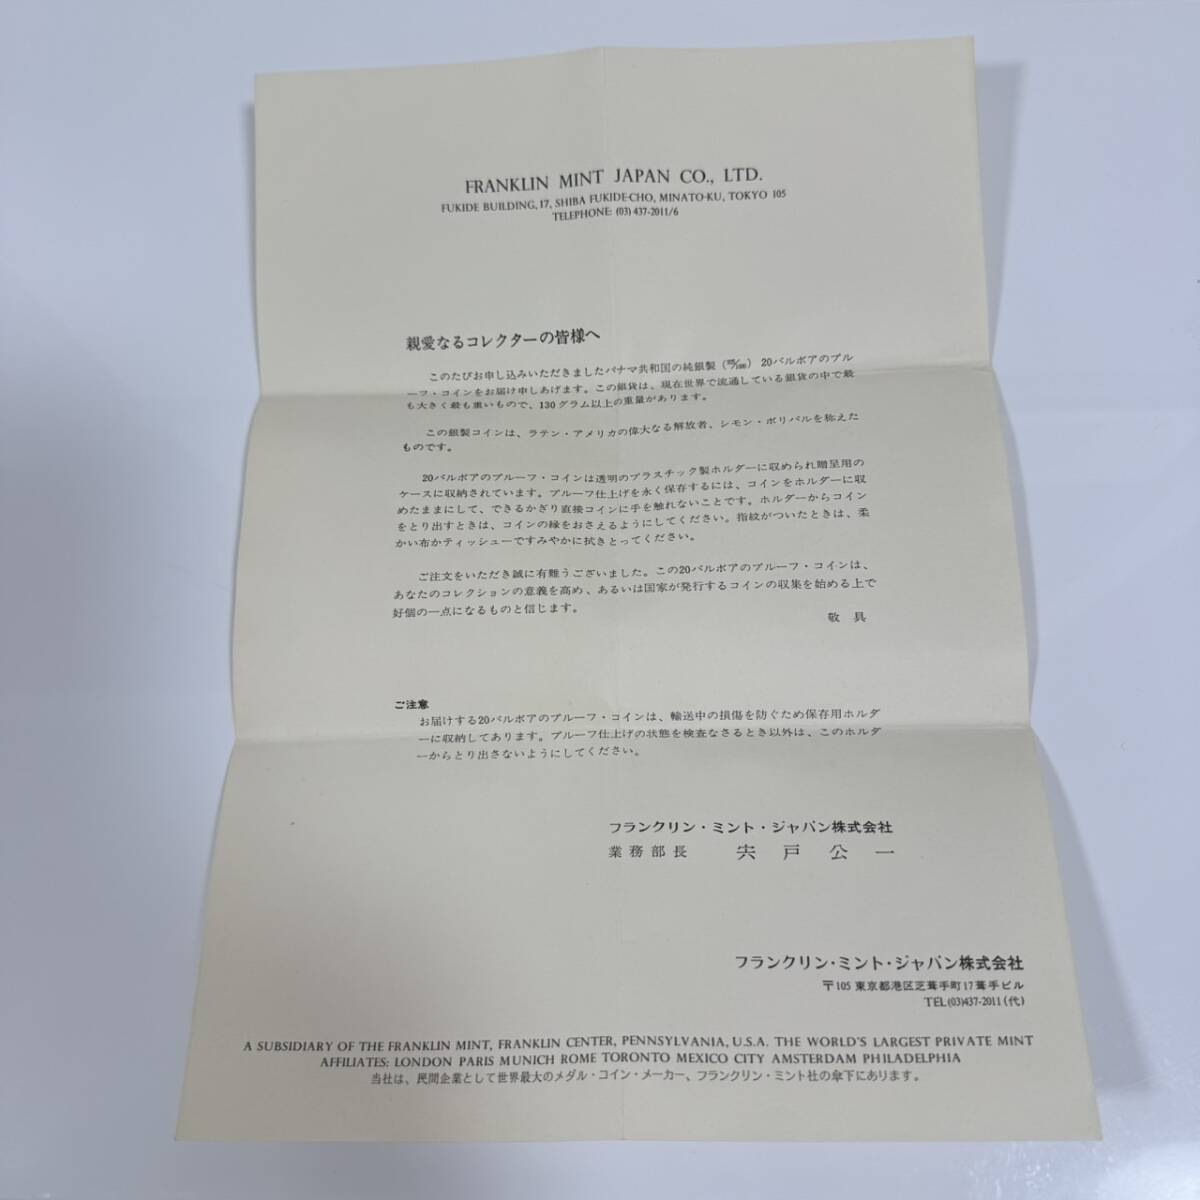 FRANKLIN MINT JAPAN CO., LTD.
FUKIDE BUILDING, 17, SHIBA FUKIDE-CHO, MINATO-KU, TOKYO 105
TELEPHONE: (03) 437-2011/6
親愛なるコレクターの皆様へ
このたびお申し込みいただきましたパナマ共和国の純銀製 20バルボアのプル
ーフ・コインをお届け申しあげます。この銀貨は、現在世界で流通している銀貨の中で最
も大きく最も重いもので、130グラム以上の重量があります。
この銀製コインは、ラテン・アメリカの偉大なる解放者、シモン・ボリバルを称えた
ものです。
20バルボアのプルーフ・コインは透明のプラスチック製ホルダーに収められ贈呈用の
ケースに収納されています。プルーフ仕上げを永く保存するには、コインをホルダーに収
めたままにして、できるかぎり直接コインに手を触れないことです。ホルダーからコイン
をとり出すときは、コインの縁をおさえるようにしてください。指紋がついたときは、柔
かい布かティッシューですみやかに拭きとってください。
ご注文をいただき誠に有難うございました。この20バルボアのプルーフ・コインは、
あなたのコレクションの意義を高め、あるいは国家が発行するコインの収集を始める上で
好個の一点になるものと信じます。
敬具
ご注意
お届けする20バルボアのプルーフ・コインは、輸送中の損傷を防ぐため保存用ホルダ
ーに収納してあります。プルーフ仕上げの状態を検査なさるとき以外は、このホルダ
ーからとり出さないようにしてください。
フランクリン・ミント・ジャパン株式会社
業務部長 宍戸公一
フランクリン・ミント・ジャパン株式会社
〒105 東京都港区芝葺手町17葺手ビル
TEL(03)437-2011(代)
A SUBSIDIARY OF THE FRANKLIN MINT, FRANKLIN CENTER, PENNSYLVANIA, U.S.A. THE WORLD'S LARGEST PRIVATE MINT
AFFILIATES: LONDON PARIS MUNICH ROME TORONTO MEXICO CITY AMSTERDAM PHILADELPHIA
当社は、民間企業として世界最大のメダル・コイン・メーカー、フランクリン・ミント社の傘下にあります。